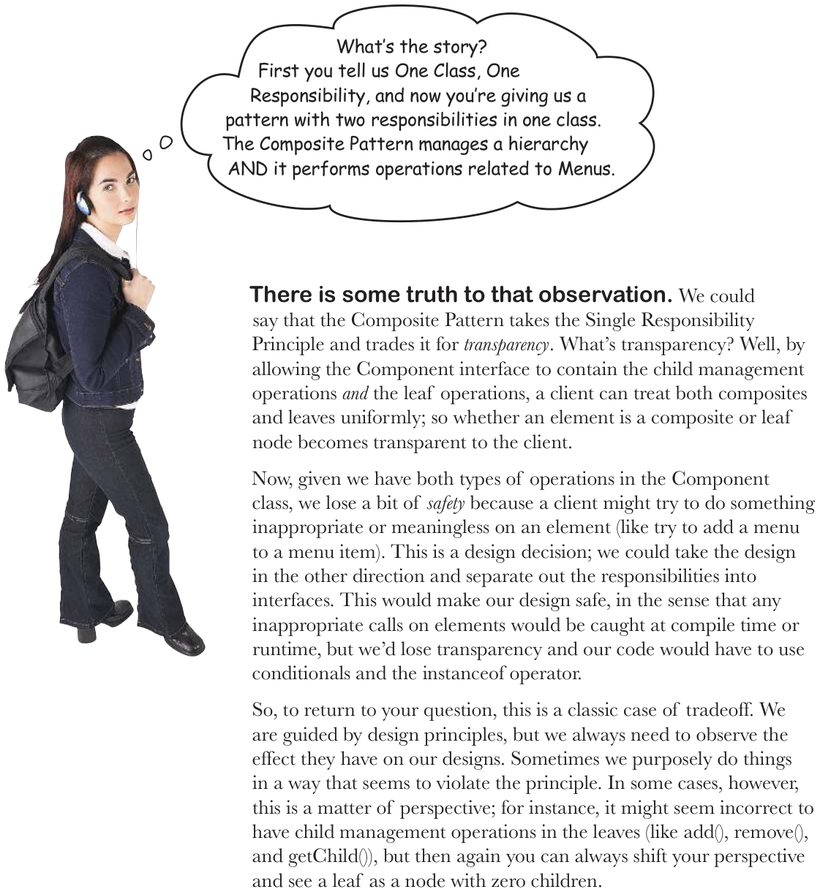 What's the story?
First you tell us One Class, One
Responsibility, and now you're giving us a
pattern with two responsibilities in one class.
The Composite Pattern manages a hierarchy
AND it performs operations related to Menus.
There is some truth to that observation. We could
say that the Composite Pattern takes the Single Responsibility
Principle and trades it for transparency. What's transparency? Well, by
allowing the Component interface to contain the child management
operations and the leaf operations, a client can treat both composites
and leaves uniformly; so whether an element is a composite or leaf
node becomes transparent to the client.
Now, given we have both types of operations in the Component
class, we lose a bit of safety because a client might try to do something
inappropriate or meaningless on an element (like try to add a menu
to a menu item). This is a design decision; we could take the design
in the other direction and separate out the responsibilities into
interfaces. This would make our design safe, in the sense that any
inappropriate calls on elements would be caught at compile time or
runtime, but we'd lose transparency and our code would have to use
conditionals and the instanceof operator.
So, to return to your question, this is a classic case of tradeoff. We
are guided by design principles, but we always need to observe the
effect they have on our designs. Sometimes we purposely do things
in a way that seems to violate the principle. In some cases, however,
this is a matter of perspective; for instance, it might seem incorrect to
have child management operations in the leaves (like add(), remove(),
and getChild()), but then again you can always shift your perspective
and see a leaf as a node with zero children.